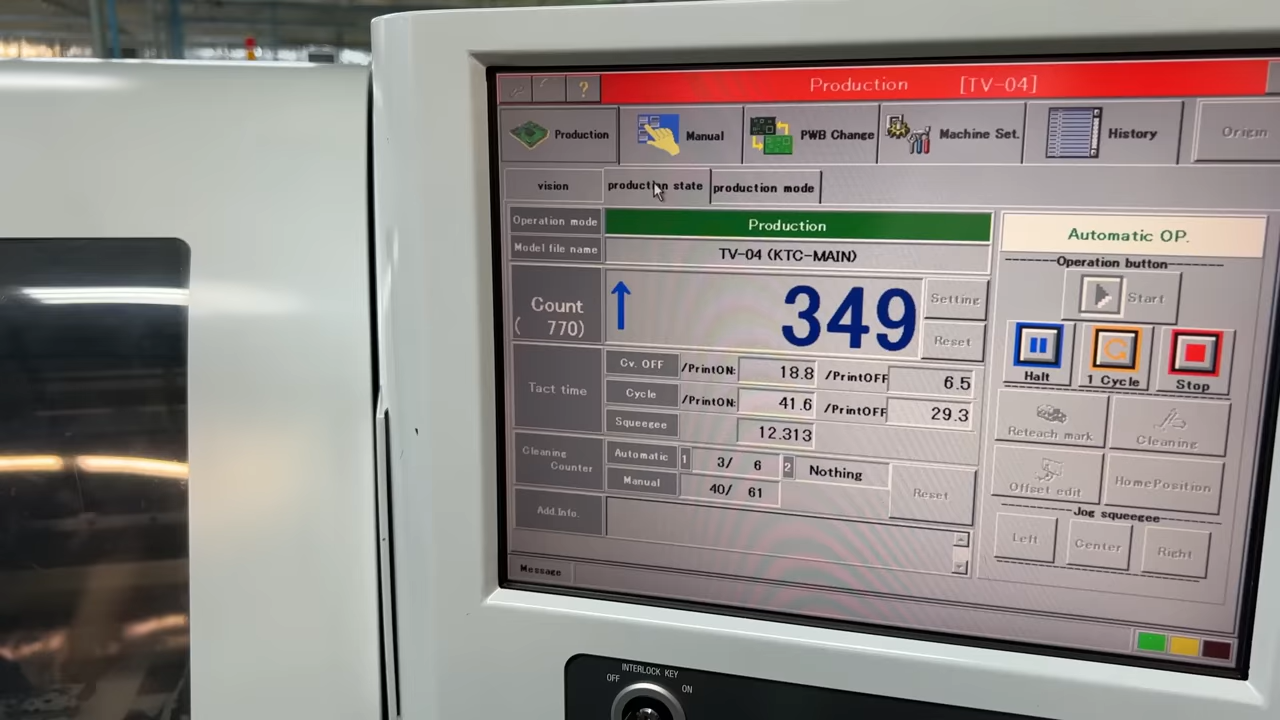 ? Production [TV-04]
Production Manual PWB Change Machine Set. History Origin
vision production state production mode
Operation mode Production
Model file name TV-04 (KTC-MAIN)
Automatic OP.
Operation button
Count
( 770) 349 Setting
Reset
Start
Halt 1 Cycle Stop
Tact time
Cv. OFF /PrintON: 18.8 /PrintOFF 6.5
Cycle /PrintON: 41.6 /PrintOFF 29.3
Squeegee 12.313
Reteach mark Cleaning
Cleaning
Counter
Automatic 1 3/ 6 2 Nothing
Manual 40/ 61
Reset
Offset edit HomePosition
Add.Info.
Jog squeegee
Left Center Right
Message
INTERLOCK KEY
OFF ON